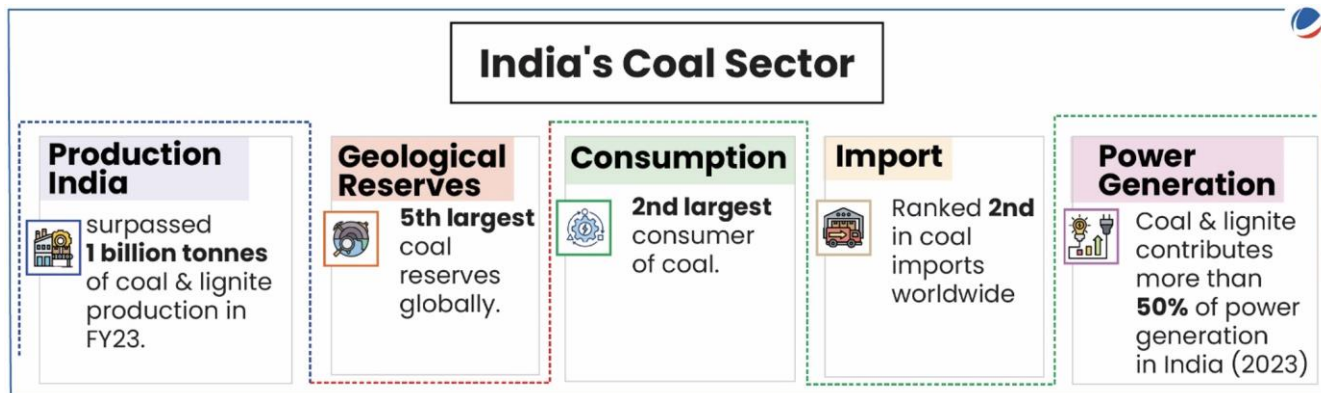 India's Coal Sector
Production
India
surpassed
1 billion tonnes
of coal & lignite
production in
FY23.
Geological
Reserves
5th largest
coal
reserves
globally.
Consumption
2nd largest
consumer
of coal.
Import
Ranked 2nd
in coal
imports
worldwide
Power
Generation
Coal & lignite
contributes
more than
50% of power
generation
in India (2023)